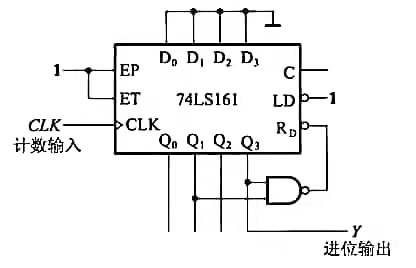 D₀ D₁ D₂ D₃
1 EP C
ET 74LS161 LD 1
CLK CLK R_D
计数输入 Q₀ Q₁ Q₂ Q₃
Y
进位输出